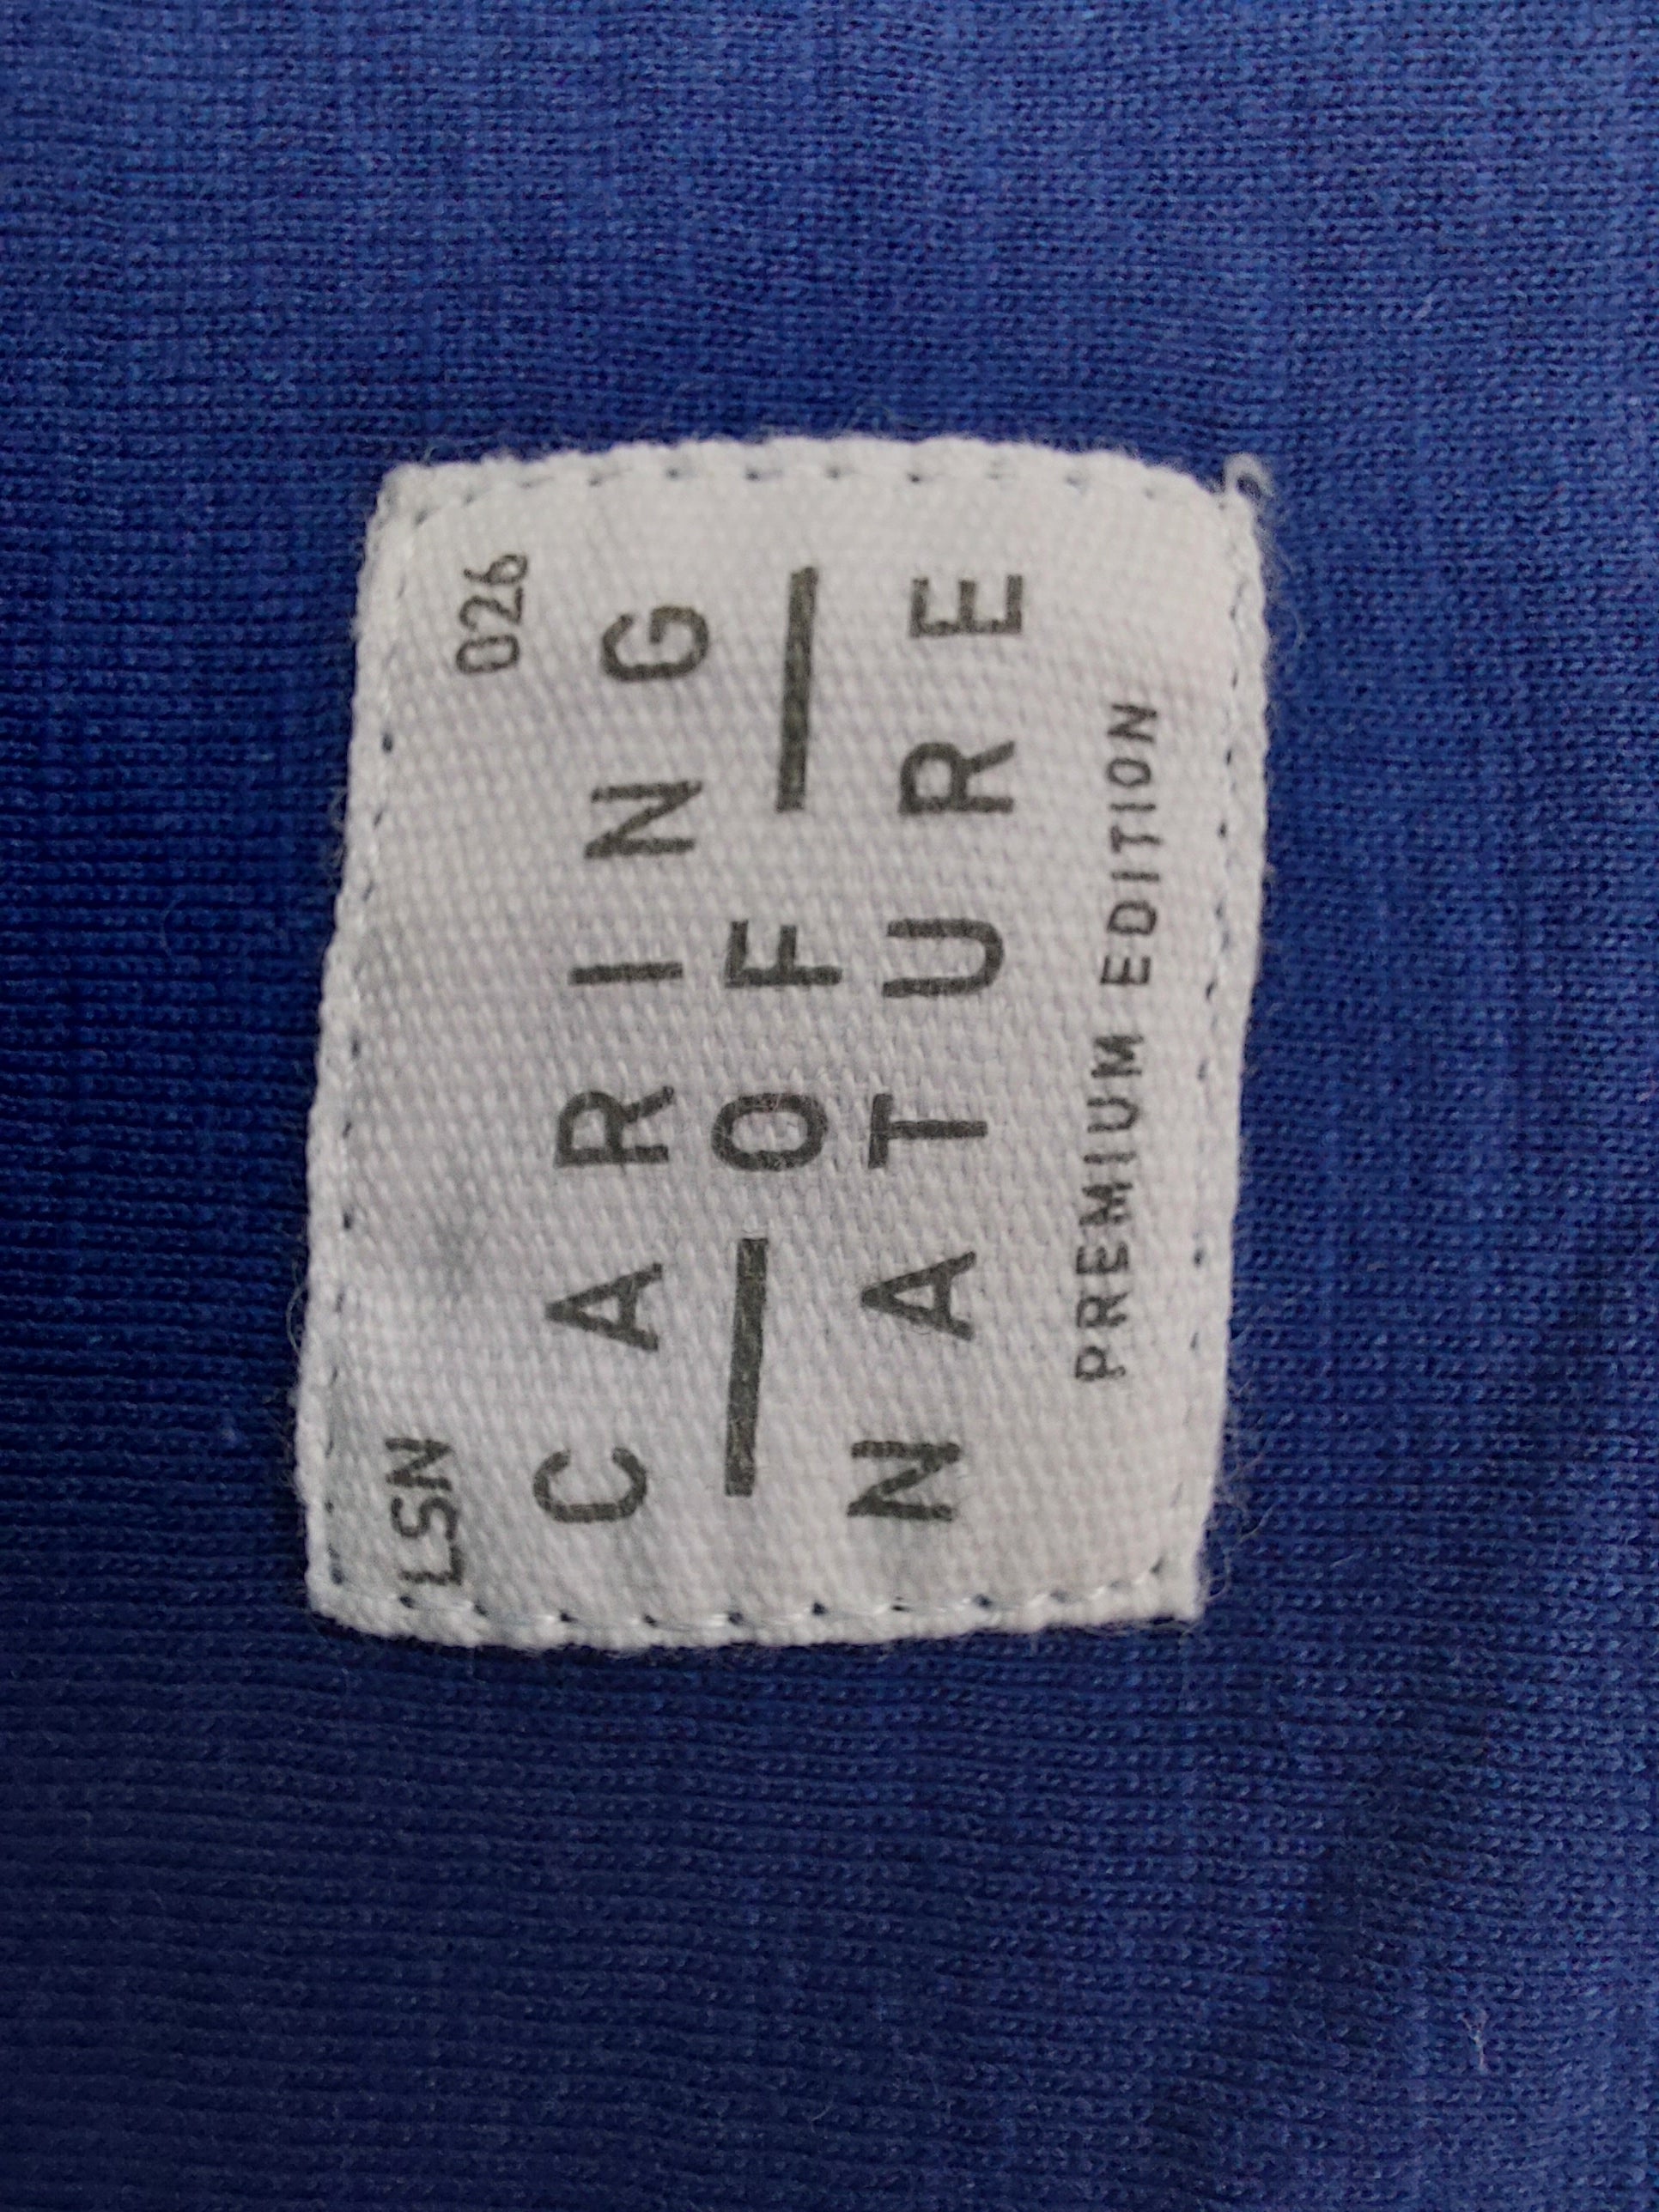 LSN 026
CARING
— OF —
NATURE
PREMIUM EDITION